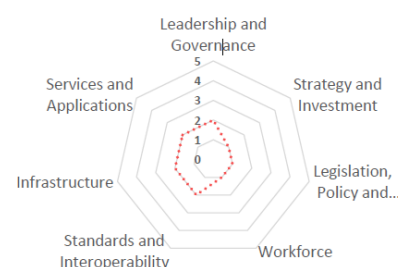 Leadership and
Governance
5
4
3
2
1
0
Strategy and
Investment
Legislation,
Policy and...
Workforce
Standards and
Interoperability
Infrastructure
Services and
Applications